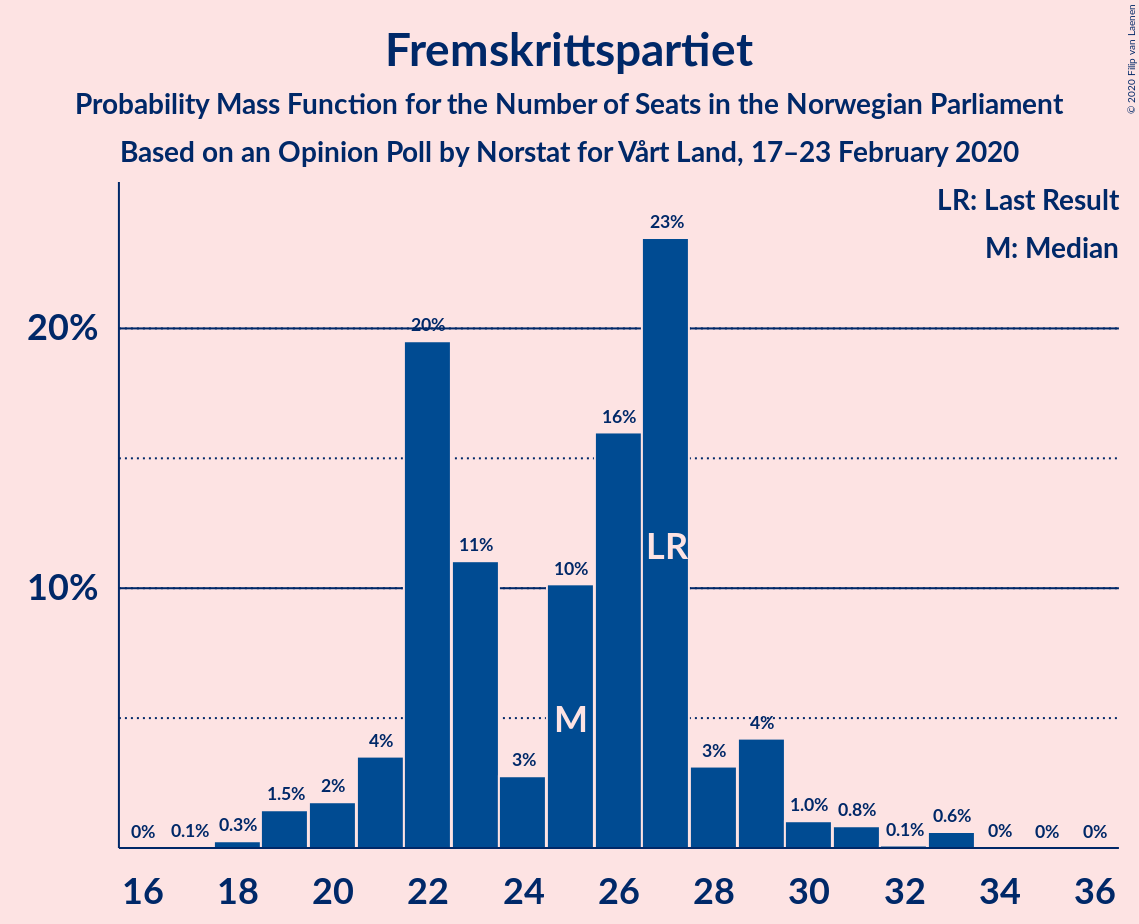 Fremskrittspartiet
Probability Mass Function for the Number of Seats in the Norwegian Parliament
Based on an Opinion Poll by Norstat for Vårt Land, 17–23 February 2020
© 2020 Filip van Laenen
LR: Last Result
M: Median
20%
10%
0%
0.1%
0.3%
1.5%
2%
4%
20%
11%
3%
10%
16%
23%
3%
4%
1.0%
0.8%
0.1%
0.6%
0%
0%
0%
M
LR
16 18 20 22 24 26 28 30 32 34 36